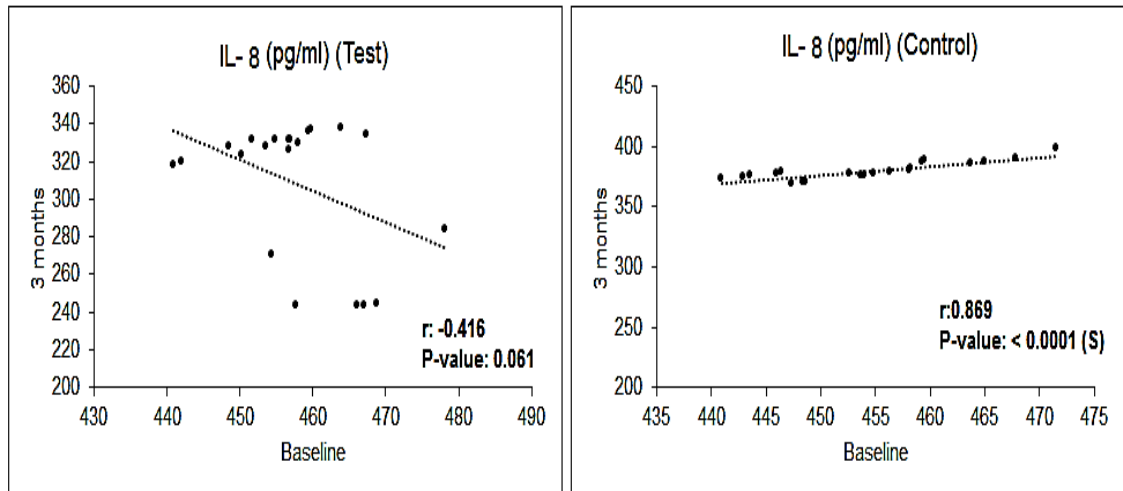 IL- 8 (pg/ml) (Test)
360
340
320
300
280
260
240
220
200
3 months
430 440 450 460 470 480 490
Baseline
r: -0.416
P-value: 0.061
IL- 8 (pg/ml) (Control)
450
400
350
300
250
200
3 months
435 440 445 450 455 460 465 470 475
Baseline
r:0.869
P-value: < 0.0001 (S)